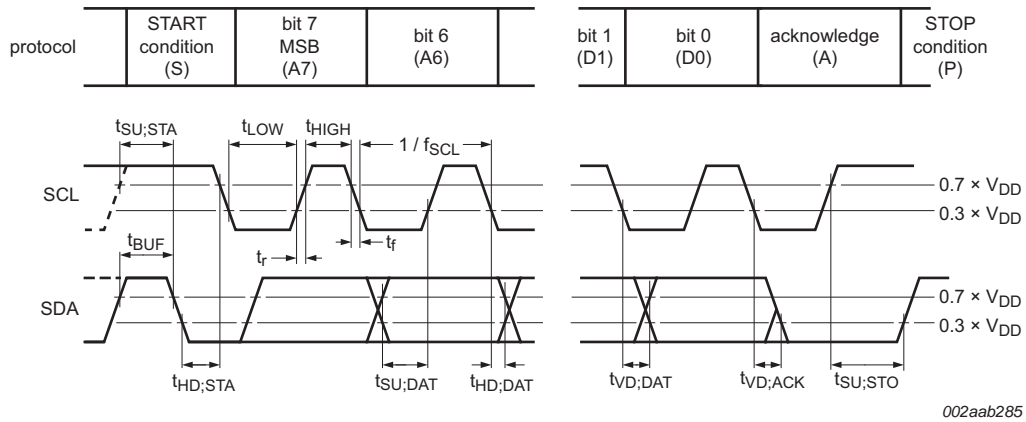 protocol
START
condition
(S)
bit 7
MSB
(A7)
bit 6
(A6)
bit 1
(D1)
bit 0
(D0)
acknowledge
(A)
STOP
condition
(P)
tSU;STA
tLOW
tHIGH
1 / fSCL
SCL
0.7 × VDD
0.3 × VDD
tBUF
tr
tf
SDA
0.7 × VDD
0.3 × VDD
tHD;STA
tSU;DAT
tHD;DAT
tVD;DAT
tVD;ACK
tSU;STO
002aab285